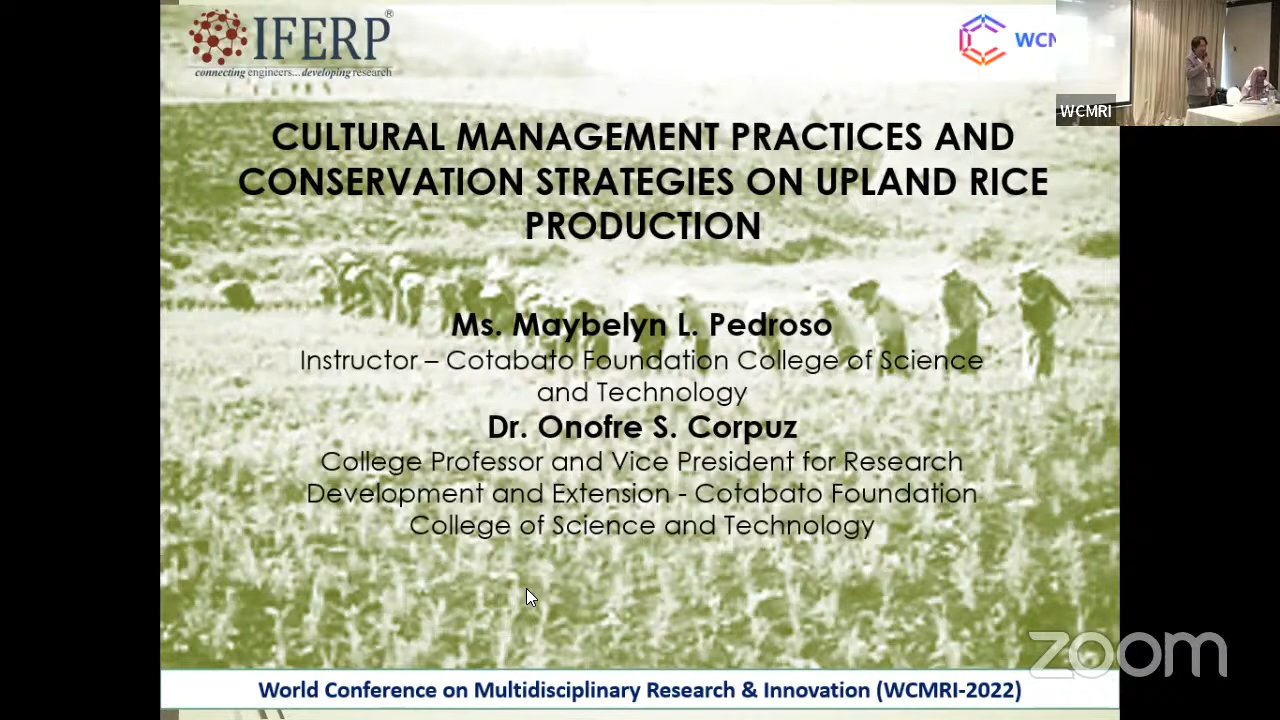 IFERP®
connecting engineers...developing research
WCM
WCMRI
CULTURAL MANAGEMENT PRACTICES AND
CONSERVATION STRATEGIES ON UPLAND RICE
PRODUCTION
Ms. Maybelyn L. Pedroso
Instructor – Cotabato Foundation College of Science
and Technology
Dr. Onofre S. Corpuz
College Professor and Vice President for Research
Development and Extension - Cotabato Foundation
College of Science and Technology
zoom
World Conference on Multidisciplinary Research & Innovation (WCMRI-2022)